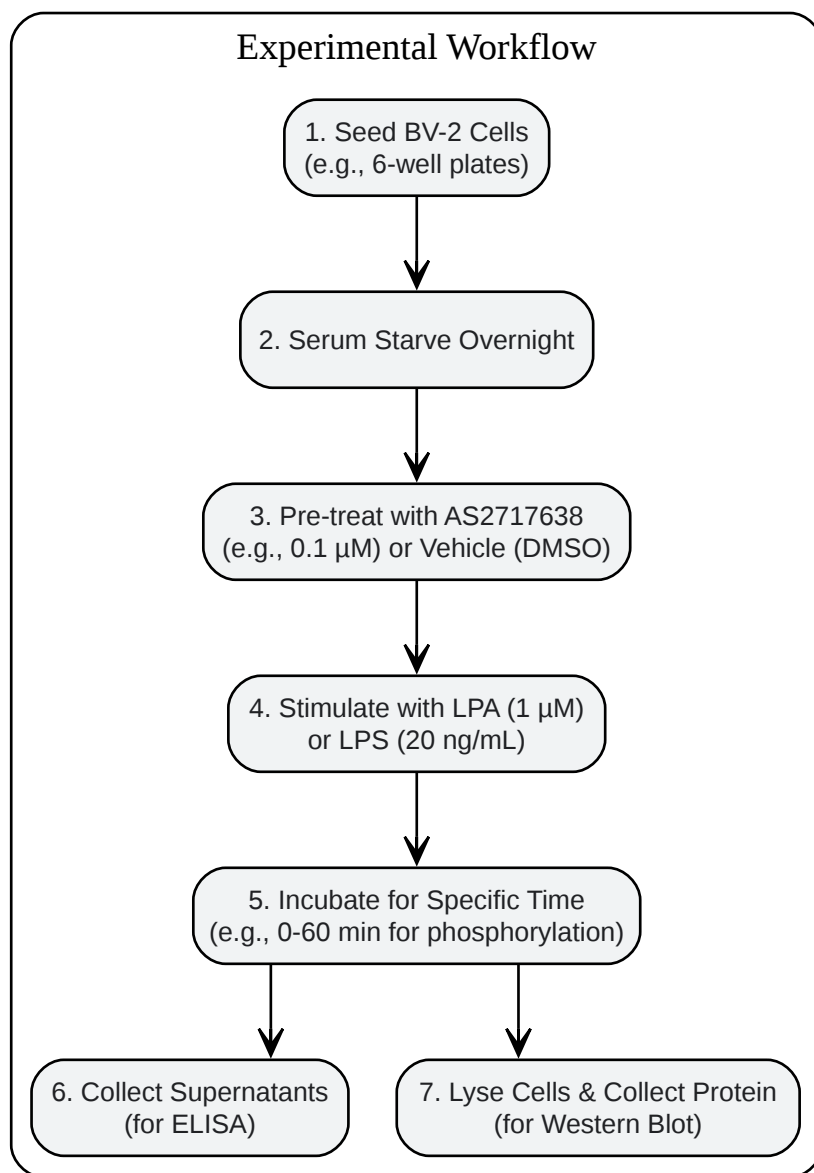 Experimental Workflow
1. Seed BV-2 Cells
(e.g., 6-well plates)
2. Serum Starve Overnight
3. Pre-treat with AS2717638
(e.g., 0.1 µM) or Vehicle (DMSO)
4. Stimulate with LPA (1 µM)
or LPS (20 ng/mL)
5. Incubate for Specific Time
(e.g., 0-60 min for phosphorylation)
6. Collect Supernatants
(for ELISA)
7. Lyse Cells & Collect Protein
(for Western Blot)